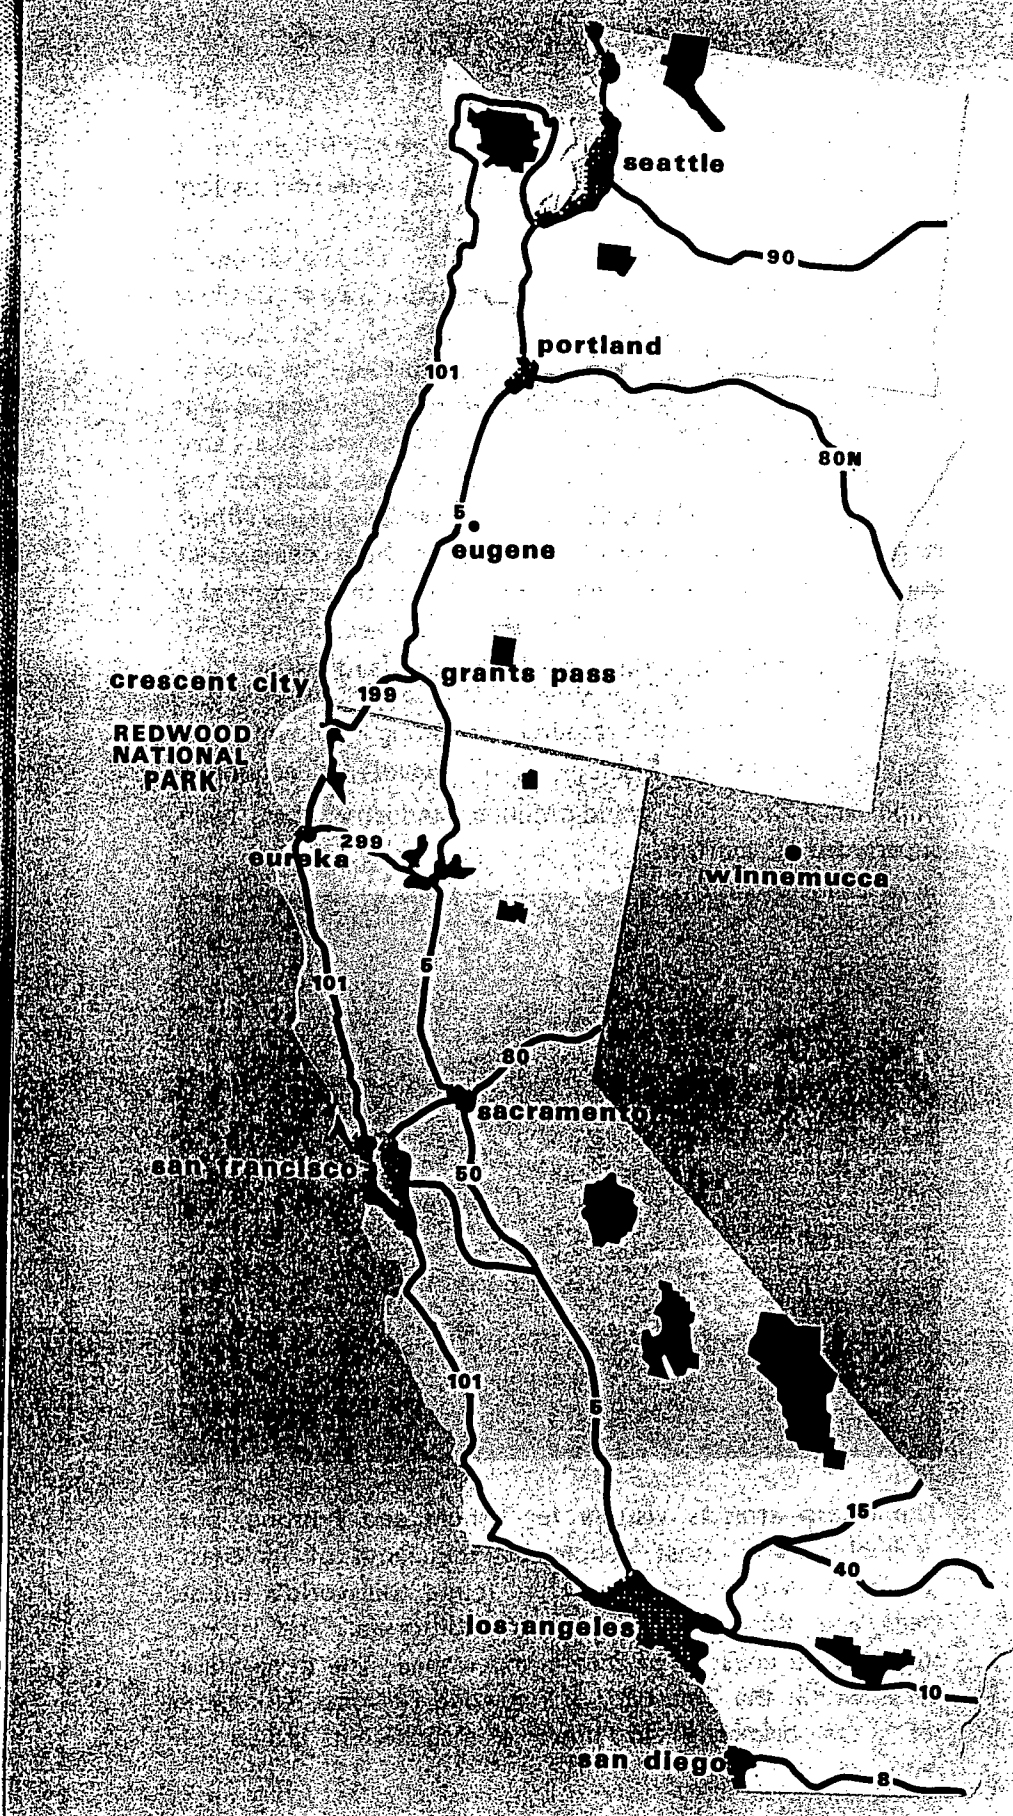 seattle
90
portland
101
80N
5
eugene
grants pass
crescent city
199
REDWOOD
NATIONAL
PARK
299
eureka
winnemucca
5
101
80
sacramento
san francisco
50
101
5
15
40
los angeles
10
san diego
8